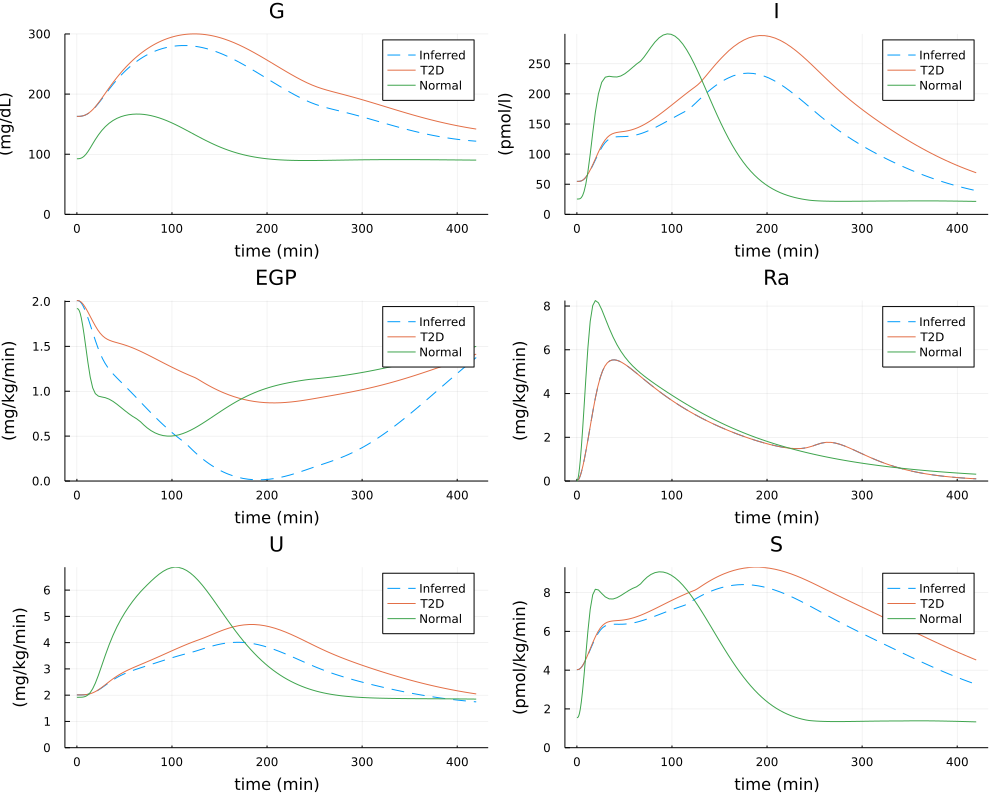 G
300
200
100
0
(mg/dL)
0 100 200 300 400
time (min)
Inferred
T2D
Normal
I
250
200
150
100
50
0
(pmol/l)
0 100 200 300 400
time (min)
Inferred
T2D
Normal
EGP
2.0
1.5
1.0
0.5
0.0
(mg/kg/min)
0 100 200 300 400
time (min)
Inferred
T2D
Normal
Ra
8
6
4
2
0
(mg/kg/min)
0 100 200 300 400
time (min)
Inferred
T2D
Normal
U
6
5
4
3
2
1
0
(mg/kg/min)
0 100 200 300 400
time (min)
Inferred
T2D
Normal
S
8
6
4
2
0
(pmol/kg/min)
0 100 200 300 400
time (min)
Inferred
T2D
Normal